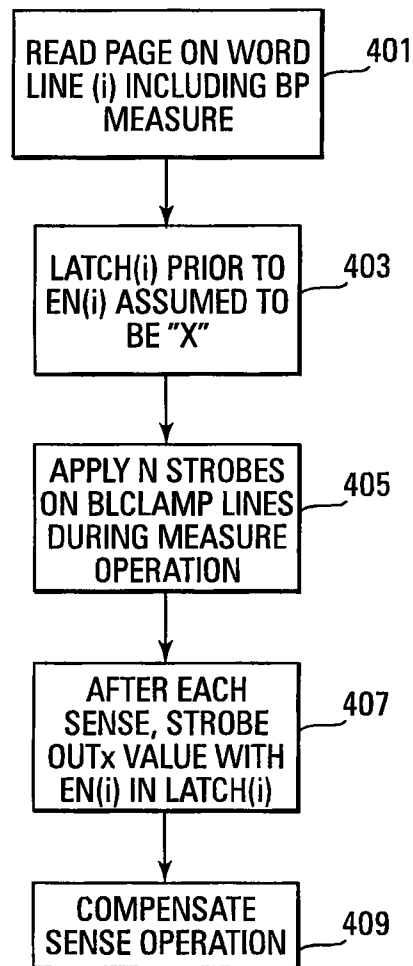 READ PAGE ON WORD
LINE (i) INCLUDING BP
MEASURE
401
LATCH(i) PRIOR TO
EN(i) ASSUMED TO
BE "X"
403
APPLY N STROBES
ON BLCLAMP LINES
DURING MEASURE
OPERATION
405
AFTER EACH
SENSE, STROBE
OUTx VALUE WITH
EN(i) IN LATCH(i)
407
COMPENSATE
SENSE OPERATION
409